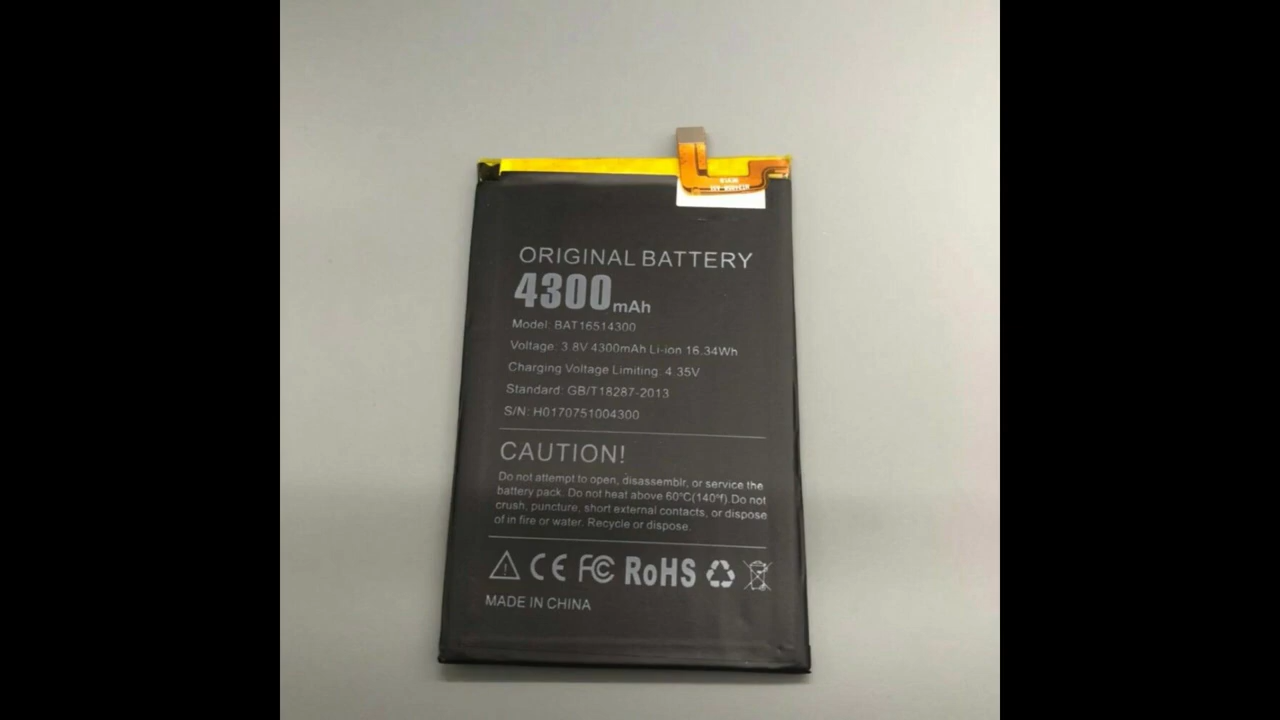 ORIGINAL BATTERY
4300mAh
Model: BAT16514300
Voltage: 3.8V 4300mAh Li-ion 16.34Wh
Charging Voltage Limiting: 4.35V
Standard: GB/T18287-2013
S/N: H0170751004300
CAUTION!
Do not attempt to open, disassemblr, or service the
battery pack. Do not heat above 60°C(140°f).Do not
crush, puncture, short external contacts, or dispose
of in fire or water. Recycle or dispose.
CE FC RoHS
MADE IN CHINA